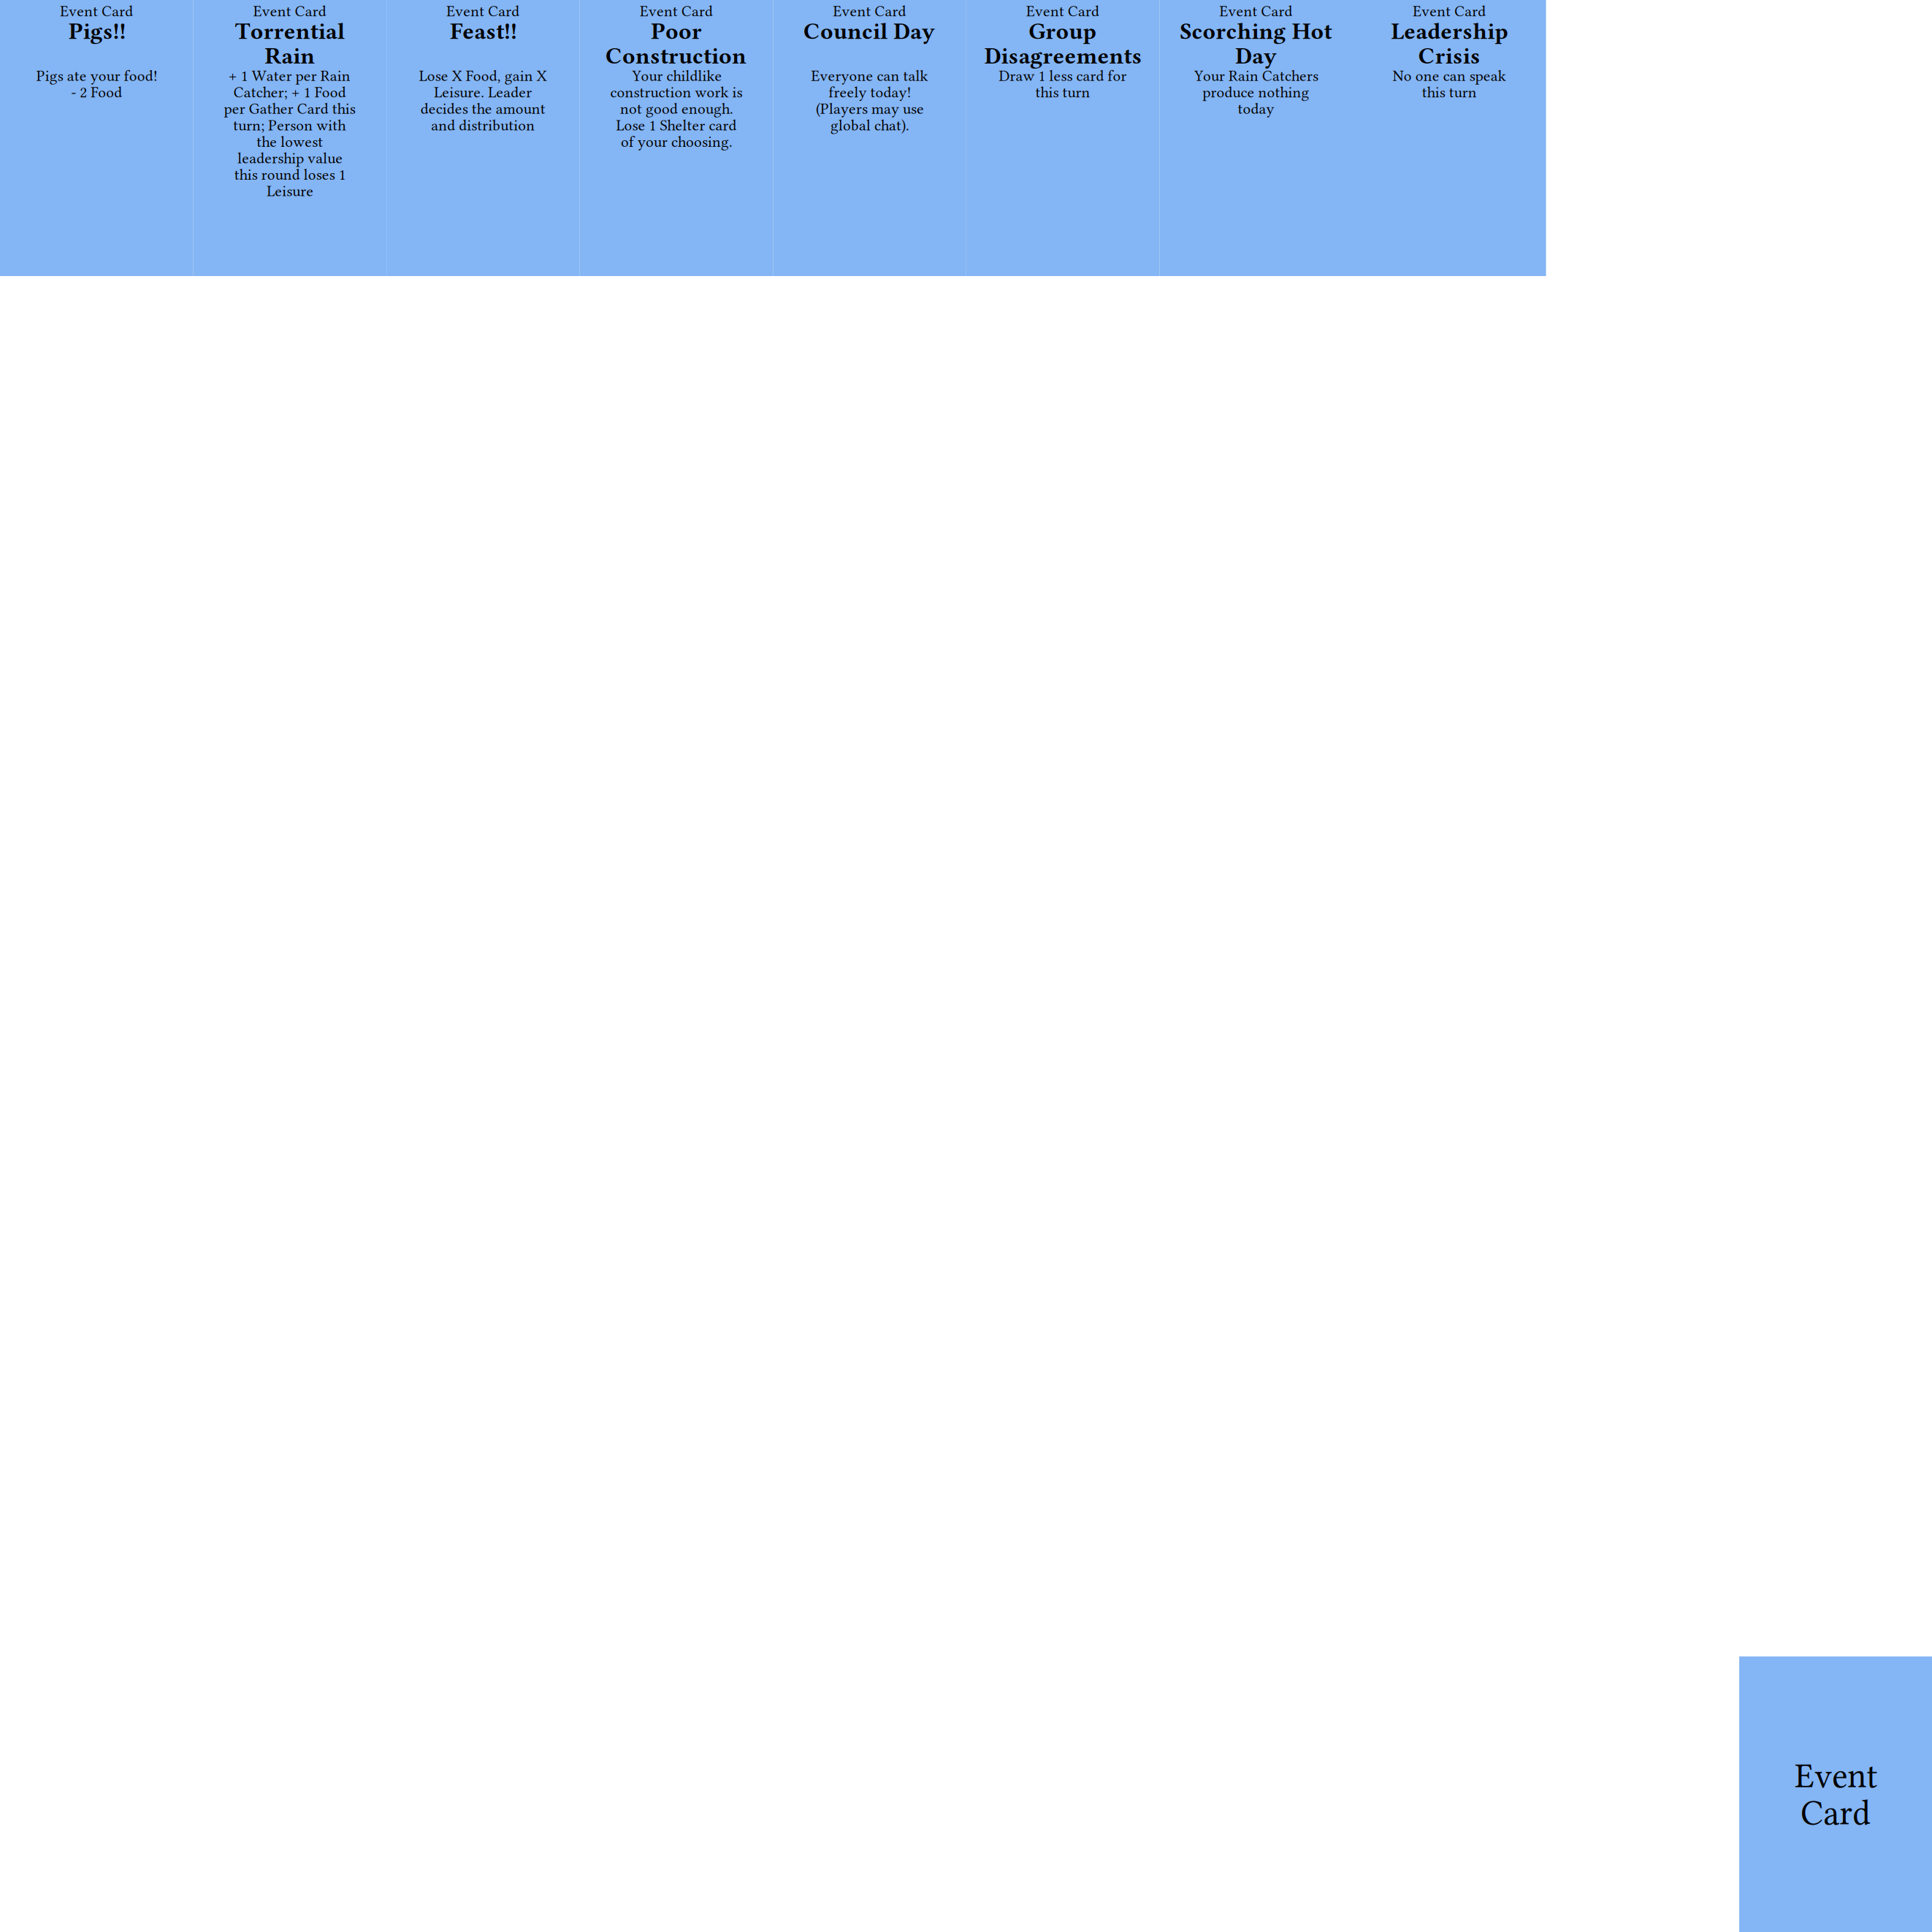 Event Card
Pigs!!
Pigs ate your food!
- 2 Food
Event Card
Torrential
Rain
+ 1 Water per Rain
Catcher; + 1 Food
per Gather Card this
turn; Person with
the lowest
leadership value
this round loses 1
Leisure
Event Card
Feast!!
Lose X Food, gain X
Leisure. Leader
decides the amount
and distribution
Event Card
Poor
Construction
Your childlike
construction work is
not good enough.
Lose 1 Shelter card
of your choosing.
Event Card
Council Day
Everyone can talk
freely today!
(Players may use
global chat).
Event Card
Group
Disagreements
Draw 1 less card for
this turn
Event Card
Scorching Hot
Day
Your Rain Catchers
produce nothing
today
Event Card
Leadership
Crisis
No one can speak
this turn
Event
Card